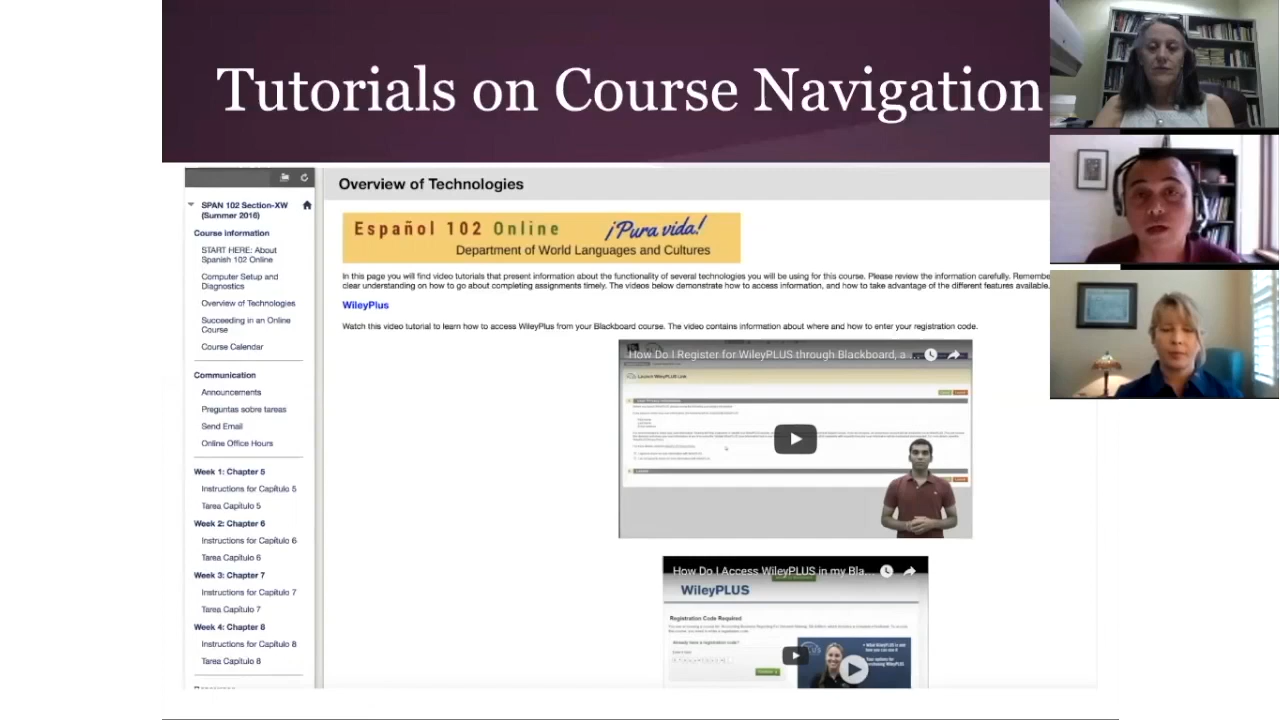 Tutorials on Course Navigation
SPAN 102 Section-XW
(Summer 2016)
Course Information
START HERE: About
Spanish 102 Online
Computer Setup and
Diagnostics
Overview of Technologies
Succeeding in an Online
Course
Course Calendar
Communication
Announcements
Preguntas sobre tareas
Send Email
Online Office Hours
Week 1: Chapter 5
Instructions for Capítulo 5
Tarea Capítulo 5
Week 2: Chapter 6
Instructions for Capítulo 6
Tarea Capítulo 6
Week 3: Chapter 7
Instructions for Capítulo 7
Tarea Capítulo 7
Week 4: Chapter 8
Instructions for Capítulo 8
Tarea Capítulo 8
Overview of Technologies
Español 102 Online ¡Pura vida!
Department of World Languages and Cultures
In this page you will find video tutorials that present information about the functionality of several technologies you will be using for this course. Please review the information carefully. Remembe
clear understanding on how to go about completing assignments timely. The videos below demonstrate how to access information, and how to take advantage of the different features available,
WileyPlus
Watch this video tutorial to learn how to access WileyPlus from your Blackboard course. The video contains information about where and how to enter your registration code.
How Do I Register for WileyPLUS through Blackboard, a
Launch WileyPLUS Link
How Do I Access WileyPLUS in my Bla...
WileyPLUS
Registration Code Required
Already have a registration code?